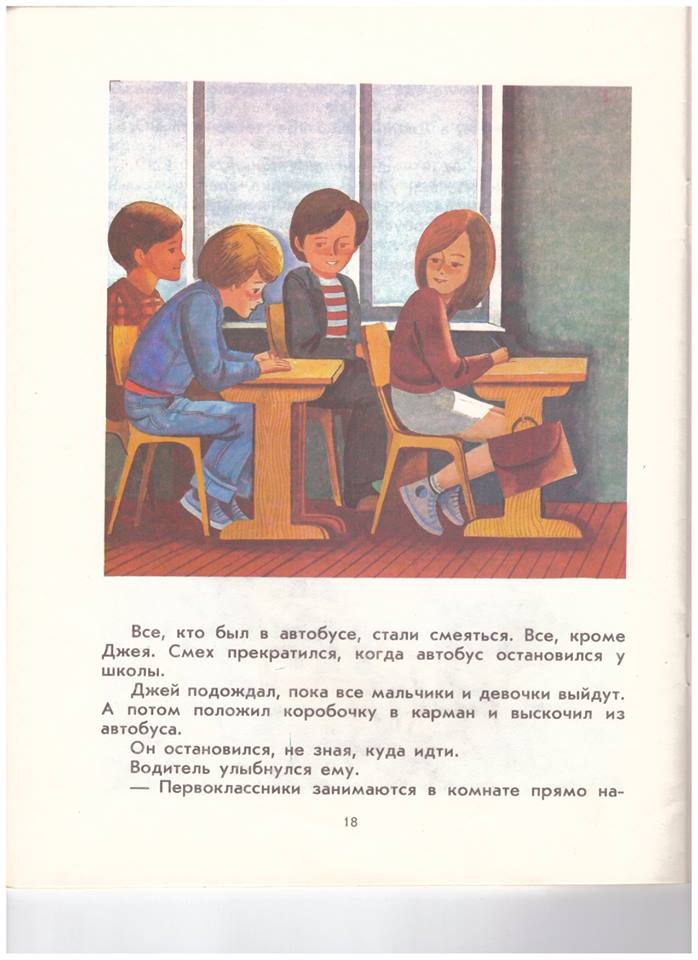 Все, кто был в автобусе, стали смеяться. Все, кроме
Джея. Смех прекратился, когда автобус остановился у
школы.
Джей подождал, пока все мальчики и девочки выйдут.
А потом положил коробочку в карман и выскочил из
автобуса.
Он остановился, не зная, куда идти.
Водитель улыбнулся ему.
— Первоклассники занимаются в комнате прямо на-
18